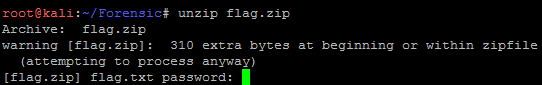 root@kali:~/Forensic# unzip flag.zip
Archive:  flag.zip
warning [flag.zip]:  310 extra bytes at beginning or within zipfile
  (attempting to process anyway)
[flag.zip] flag.txt password: